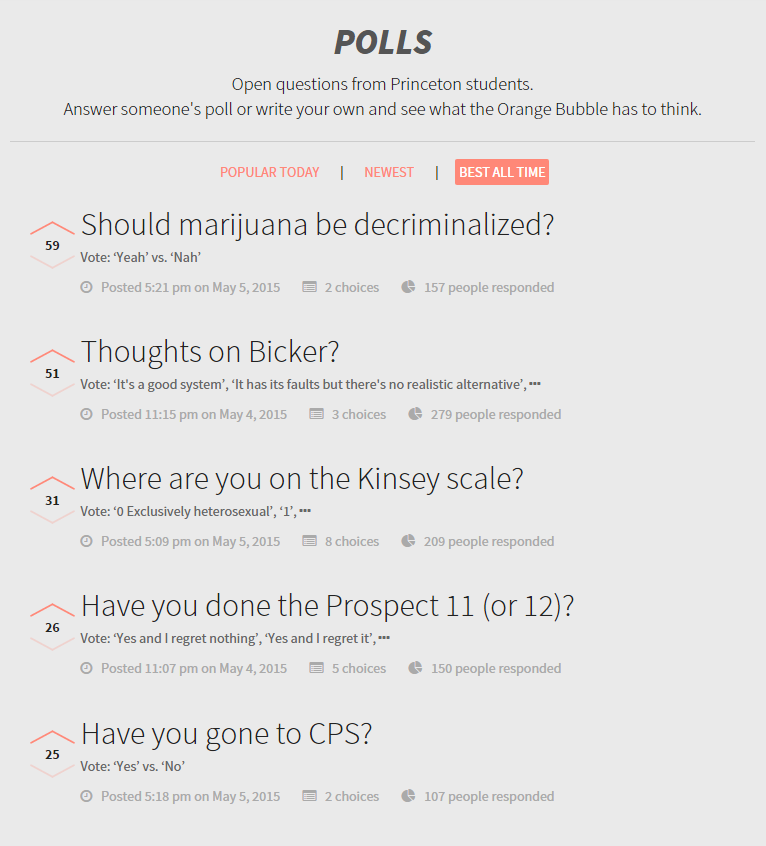 POLLS
Open questions from Princeton students.
Answer someone's poll or write your own and see what the Orange Bubble has to think.
POPULAR TODAY | NEWEST | BEST ALL TIME
Should marijuana be decriminalized?
59
Vote: ‘Yeah’ vs. ‘Nah’
Posted 5:21 pm on May 5, 2015 2 choices 157 people responded
Thoughts on Bicker?
51
Vote: ‘It's a good system’, ‘It has its faults but there's no realistic alternative’, ···
Posted 11:15 pm on May 4, 2015 3 choices 279 people responded
Where are you on the Kinsey scale?
31
Vote: ‘0 Exclusively heterosexual’, ‘1’, ···
Posted 5:09 pm on May 5, 2015 8 choices 209 people responded
Have you done the Prospect 11 (or 12)?
26
Vote: ‘Yes and I regret nothing’, ‘Yes and I regret it’, ···
Posted 11:07 pm on May 4, 2015 5 choices 150 people responded
Have you gone to CPS?
25
Vote: ‘Yes’ vs. ‘No’
Posted 5:18 pm on May 5, 2015 2 choices 107 people responded